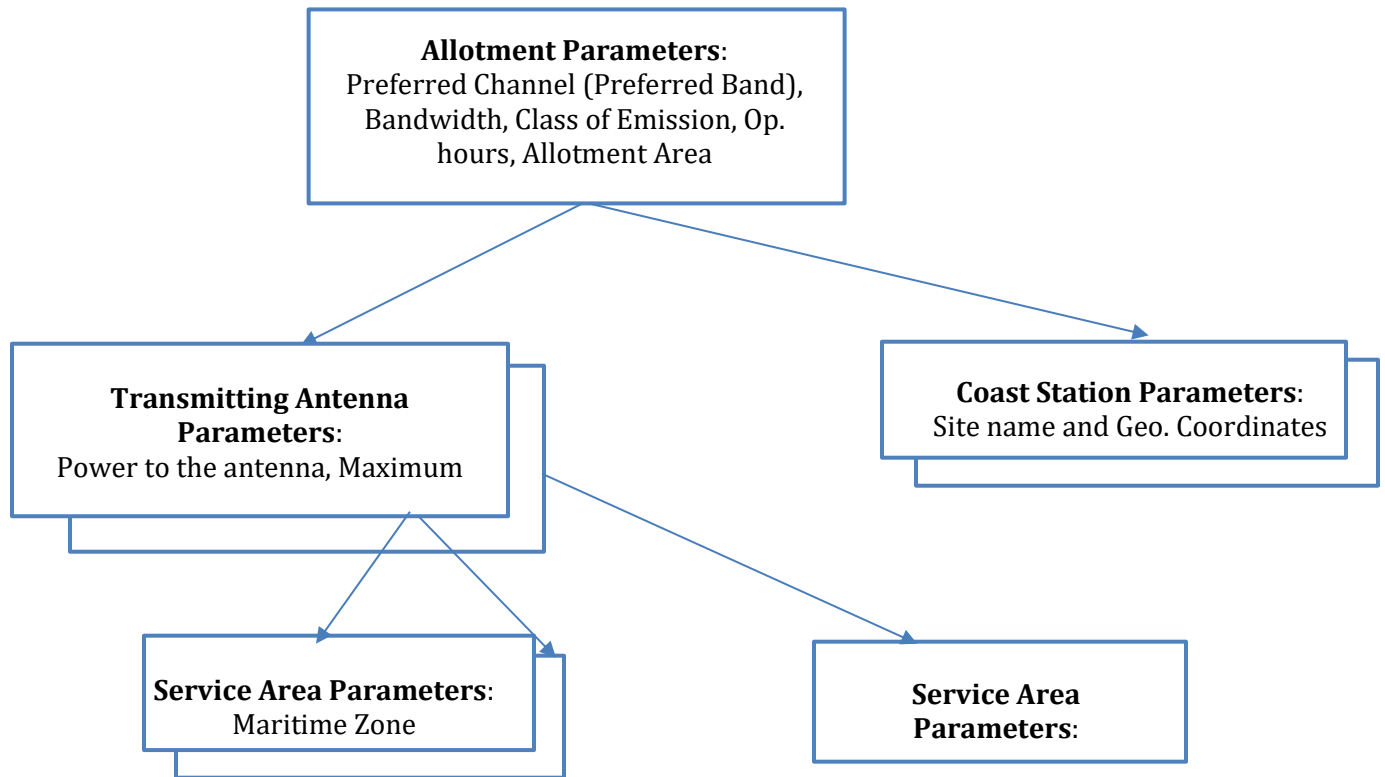 Allotment Parameters:
Preferred Channel (Preferred Band),
Bandwidth, Class of Emission, Op.
hours, Allotment Area
Transmitting Antenna
Parameters:
Power to the antenna, Maximum
Coast Station Parameters:
Site name and Geo. Coordinates
Service Area Parameters:
Maritime Zone
Service Area
Parameters: